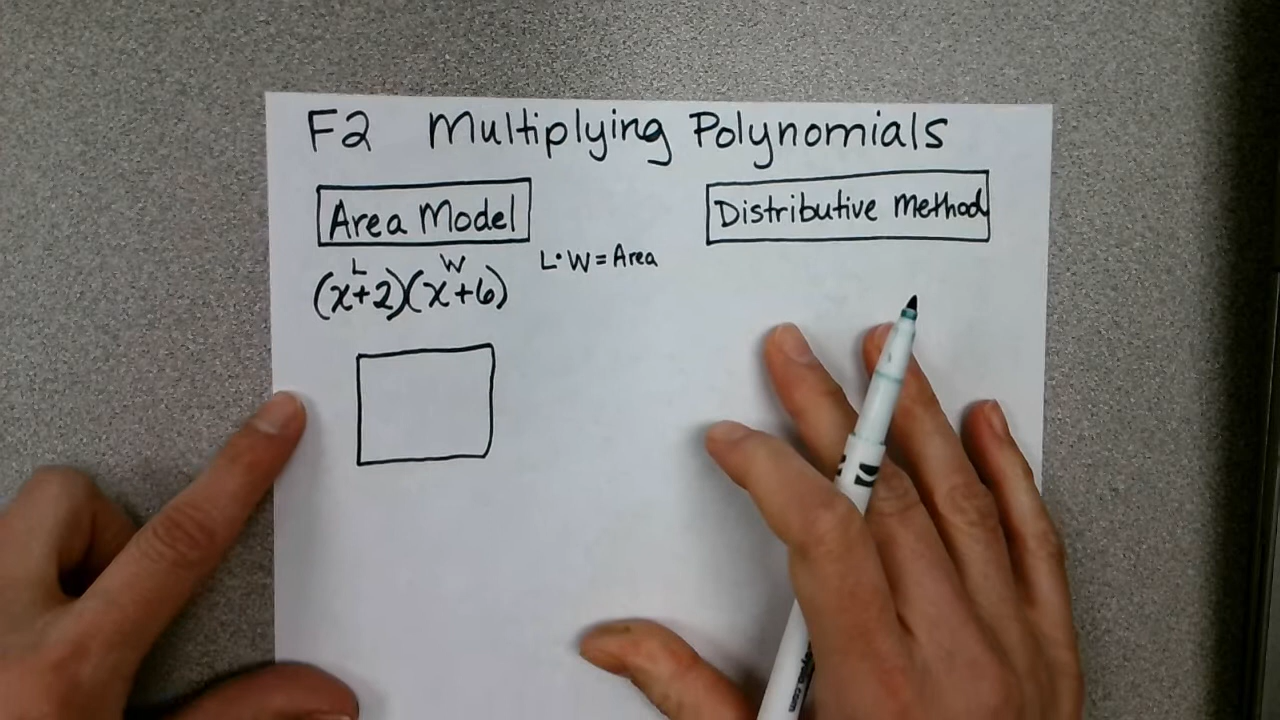 F2 Multiplying Polynomials
Area Model
Distributive Method
L W
L·W=Area
(x+2)(x+6)